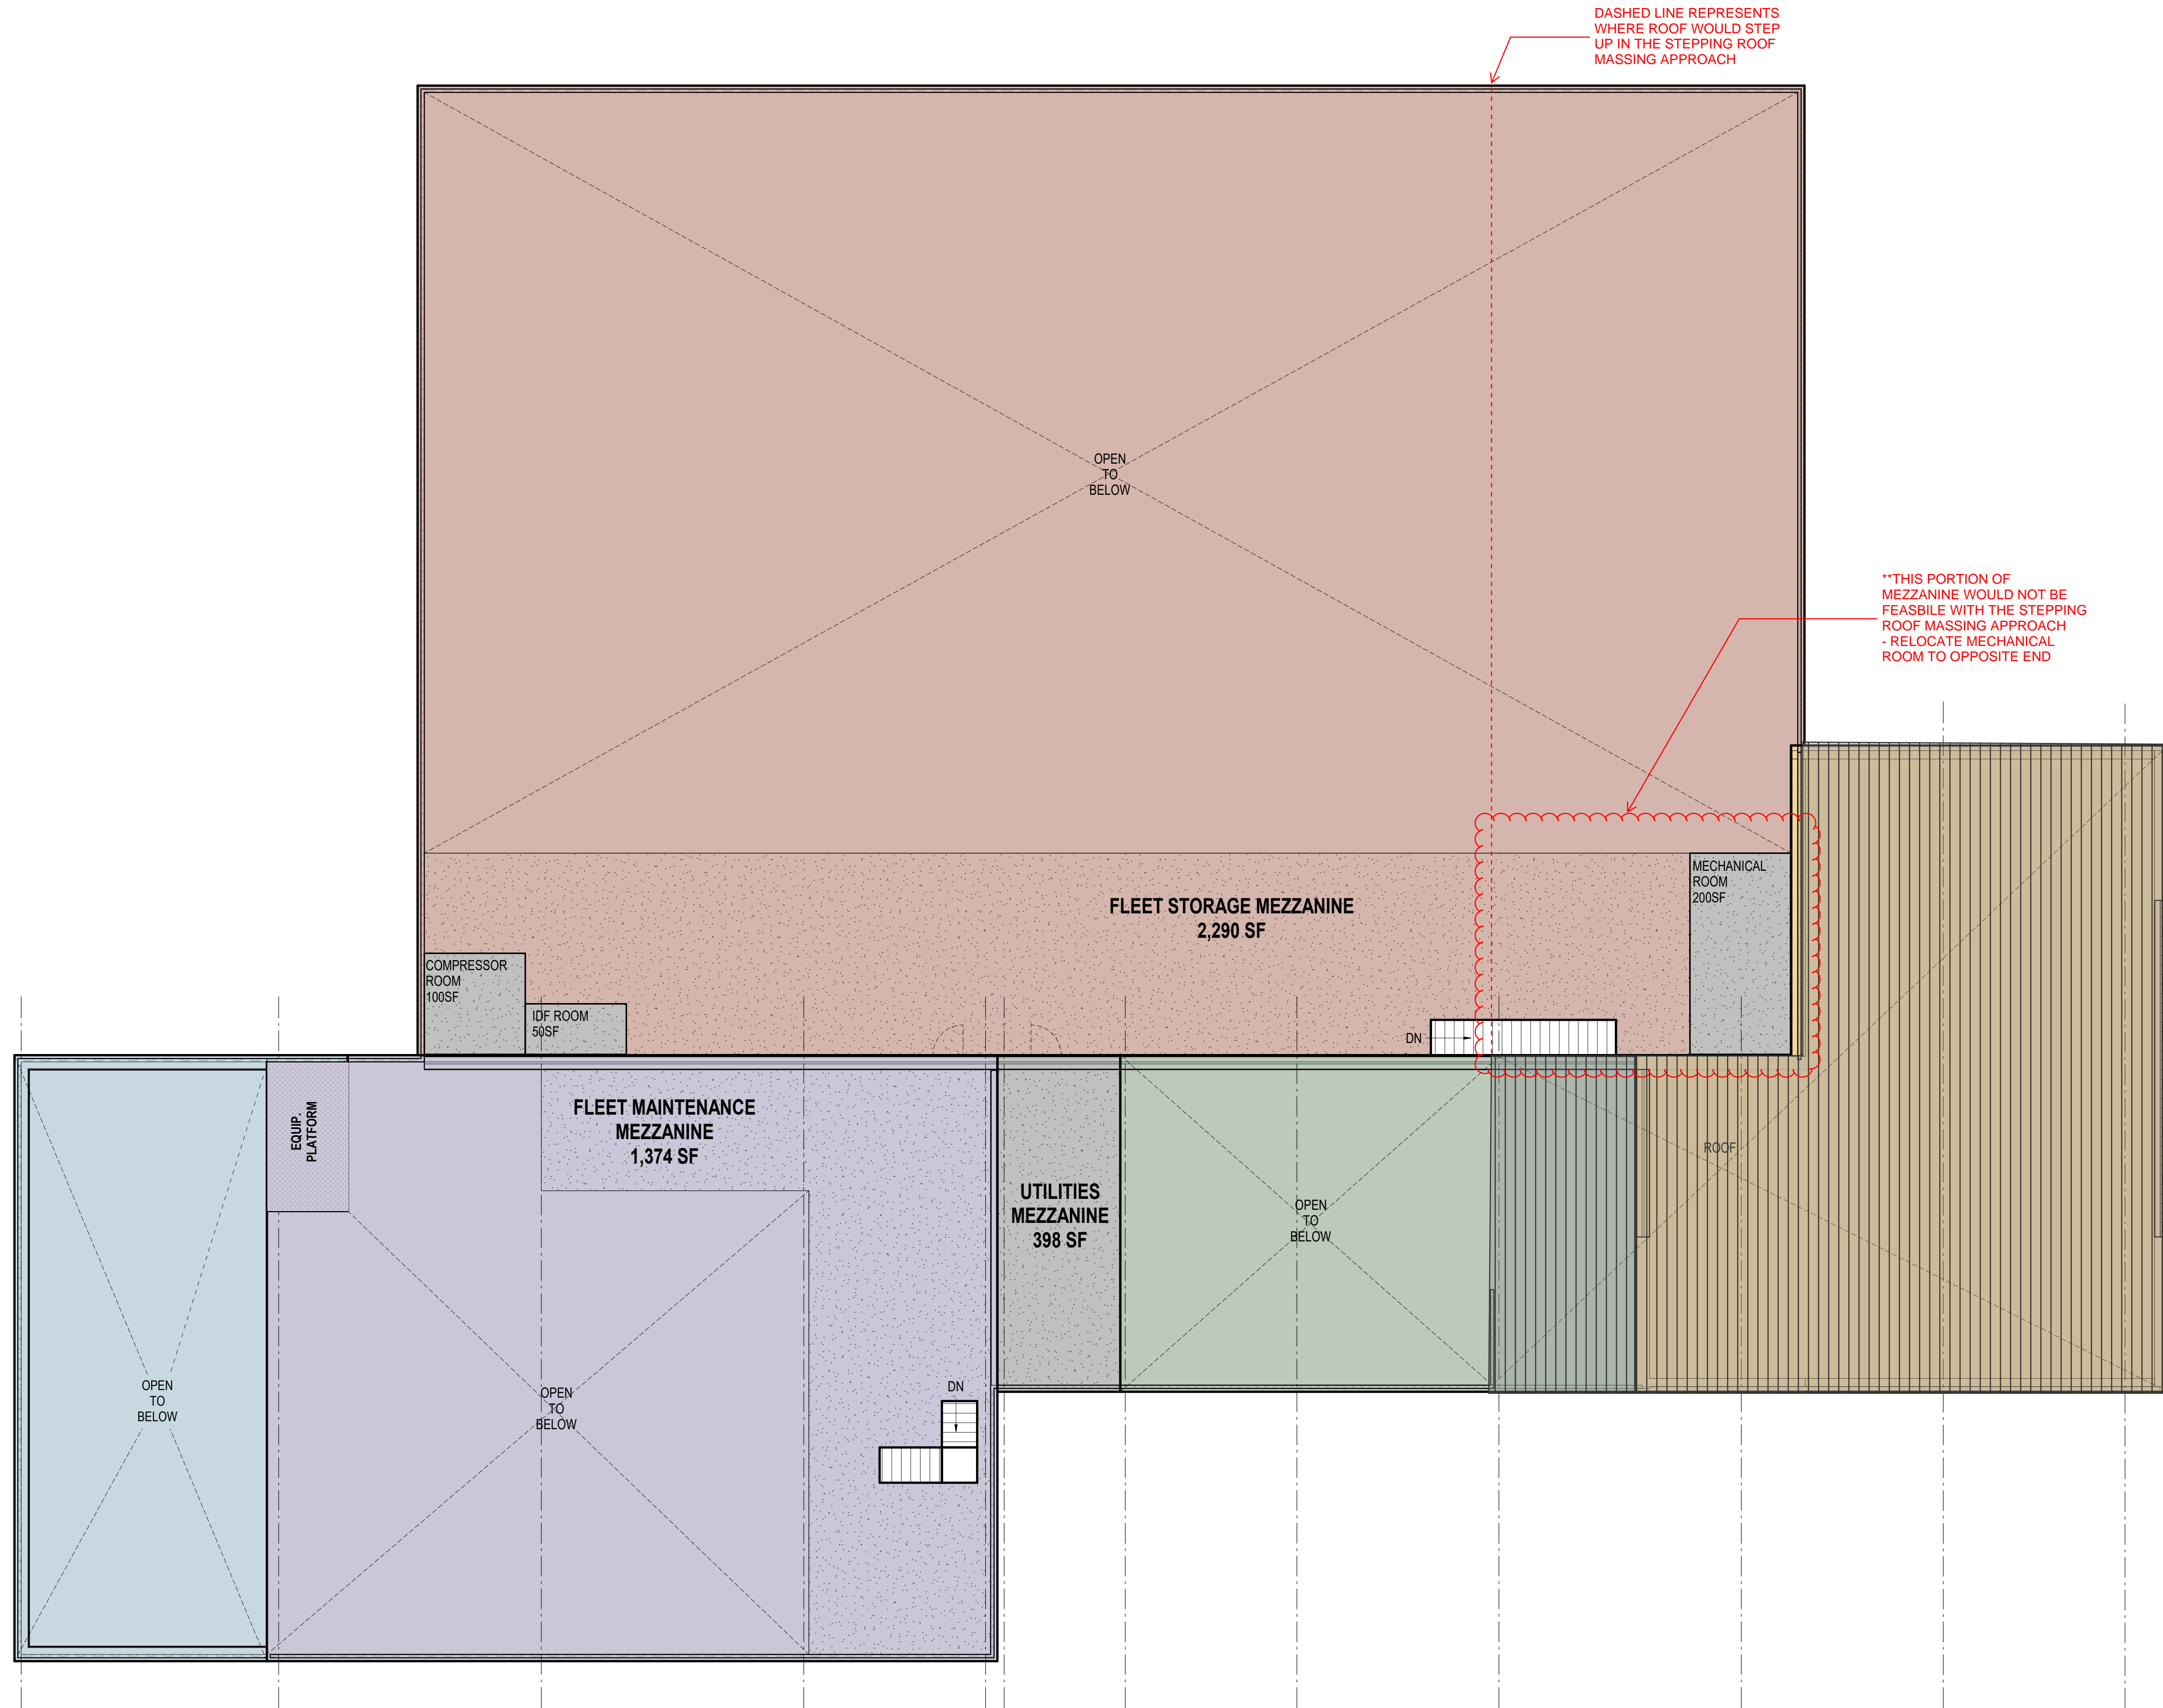 DASHED LINE REPRESENTS
WHERE ROOF WOULD STEP
UP IN THE STEPPING ROOF
MASSING APPROACH
OPEN
TO
BELOW
**THIS PORTION OF
MEZZANINE WOULD NOT BE
FEASBILE WITH THE STEPPING
ROOF MASSING APPROACH
- RELOCATE MECHANICAL
ROOM TO OPPOSITE END
MECHANICAL
ROOM
200SF
FLEET STORAGE MEZZANINE
2,290 SF
COMPRESSOR
ROOM
100SF
IDF ROOM
50SF
DN
EQUIP.
PLATFORM
FLEET MAINTENANCE
MEZZANINE
1,374 SF
UTILITIES
MEZZANINE
398 SF
OPEN
TO
BELOW
ROOF
OPEN
TO
BELOW
OPEN
TO
BELOW
DN